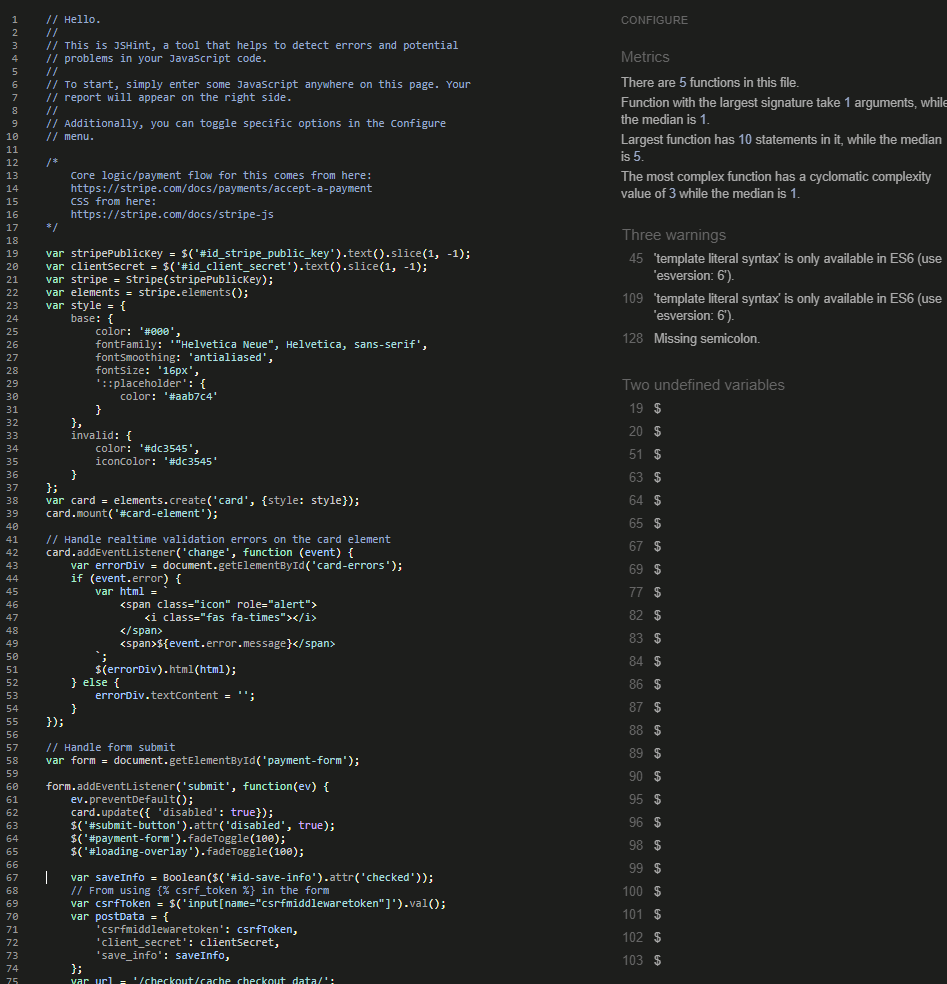 1 // Hello.
2 //
3 // This is JSHint, a tool that helps to detect errors and potential
4 // problems in your JavaScript code.
5 //
6 // To start, simply enter some JavaScript anywhere on this page. Your
7 // report will appear on the right side.
8 //
9 // Additionally, you can toggle specific options in the Configure
10 // menu.
11
12 /*
13 Core logic/payment flow for this comes from here:
14 https://stripe.com/docs/payments/accept-a-payment
15 CSS from here:
16 https://stripe.com/docs/stripe-js
17 */
18
19 var stripePublicKey = $('#id_stripe_public_key').text().slice(1, -1);
20 var clientSecret = $('#id_client_secret').text().slice(1, -1);
21 var stripe = Stripe(stripePublicKey);
22 var elements = stripe.elements();
23 var style = {
24 base: {
25 color: '#000',
26 fontFamily: '"Helvetica Neue", Helvetica, sans-serif',
27 fontSmoothing: 'antialiased',
28 fontSize: '16px',
29 '::placeholder': {
30 color: '#aab7c4'
31 }
32 },
33 invalid: {
34 color: '#dc3545',
35 iconColor: '#dc3545'
36 }
37 };
38 var card = elements.create('card', {style: style});
39 card.mount('#card-element');
40
41 // Handle realtime validation errors on the card element
42 card.addEventListener('change', function (event) {
43 var errorDiv = document.getElementById('card-errors');
44 if (event.error) {
45 var html = `
46 <span class="icon" role="alert">
47 <i class="fas fa-times"></i>
48 </span>
49 <span>${event.error.message}</span>
50 `;
51 $(errorDiv).html(html);
52 } else {
53 errorDiv.textContent = '';
54 }
55 });
56
57 // Handle form submit
58 var form = document.getElementById('payment-form');
59
60 form.addEventListener('submit', function(ev) {
61 ev.preventDefault();
62 card.update({ 'disabled': true});
63 $('#submit-button').attr('disabled', true);
64 $('#payment-form').fadeToggle(100);
65 $('#loading-overlay').fadeToggle(100);
66
67 var saveInfo = Boolean($('#id-save-info').attr('checked'));
68 // From using {% csrf_token %} in the form
69 var csrfToken = $('input[name="csrfmiddlewaretoken"]').val();
70 var postData = {
71 'csrfmiddlewaretoken': csrfToken,
72 'client_secret': clientSecret,
73 'save_info': saveInfo,
74 };
75 var url = '/checkout/cache_checkout_data/';
CONFIGURE
Metrics
There are 5 functions in this file.
Function with the largest signature take 1 arguments, while
the median is 1.
Largest function has 10 statements in it, while the median
is 5.
The most complex function has a cyclomatic complexity
value of 3 while the median is 1.
Three warnings
45 'template literal syntax' is only available in ES6 (use
'esversion: 6').
109 'template literal syntax' is only available in ES6 (use
'esversion: 6').
128 Missing semicolon.
Two undefined variables
19 $
20 $
51 $
63 $
64 $
65 $
67 $
69 $
77 $
82 $
83 $
84 $
86 $
87 $
88 $
89 $
90 $
95 $
96 $
98 $
99 $
100 $
101 $
102 $
103 $